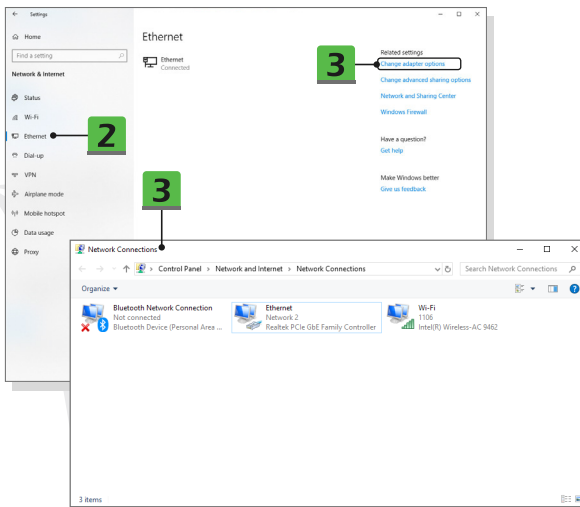 Settings
Home
Find a setting
Network & Internet
Status
Wi-Fi
Ethernet
Dial-up
VPN
Airplane mode
Mobile hotspot
Data usage
Proxy
Ethernet
Ethernet
Connected
Related settings
Change adapter options
Change advanced sharing options
Network and Sharing Center
Windows Firewall
Have a question?
Get help
Make Windows better
Give us feedback
2
3
3
Network Connections
Control Panel > Network and Internet > Network Connections
Search Network Connections
Organize
Bluetooth Network Connection
Not connected
Bluetooth Device (Personal Area ...
Ethernet
Network 2
Realtek PCIe GbE Family Controller
Wi-Fi
1106
Intel(R) Wireless-AC 9462
3 items